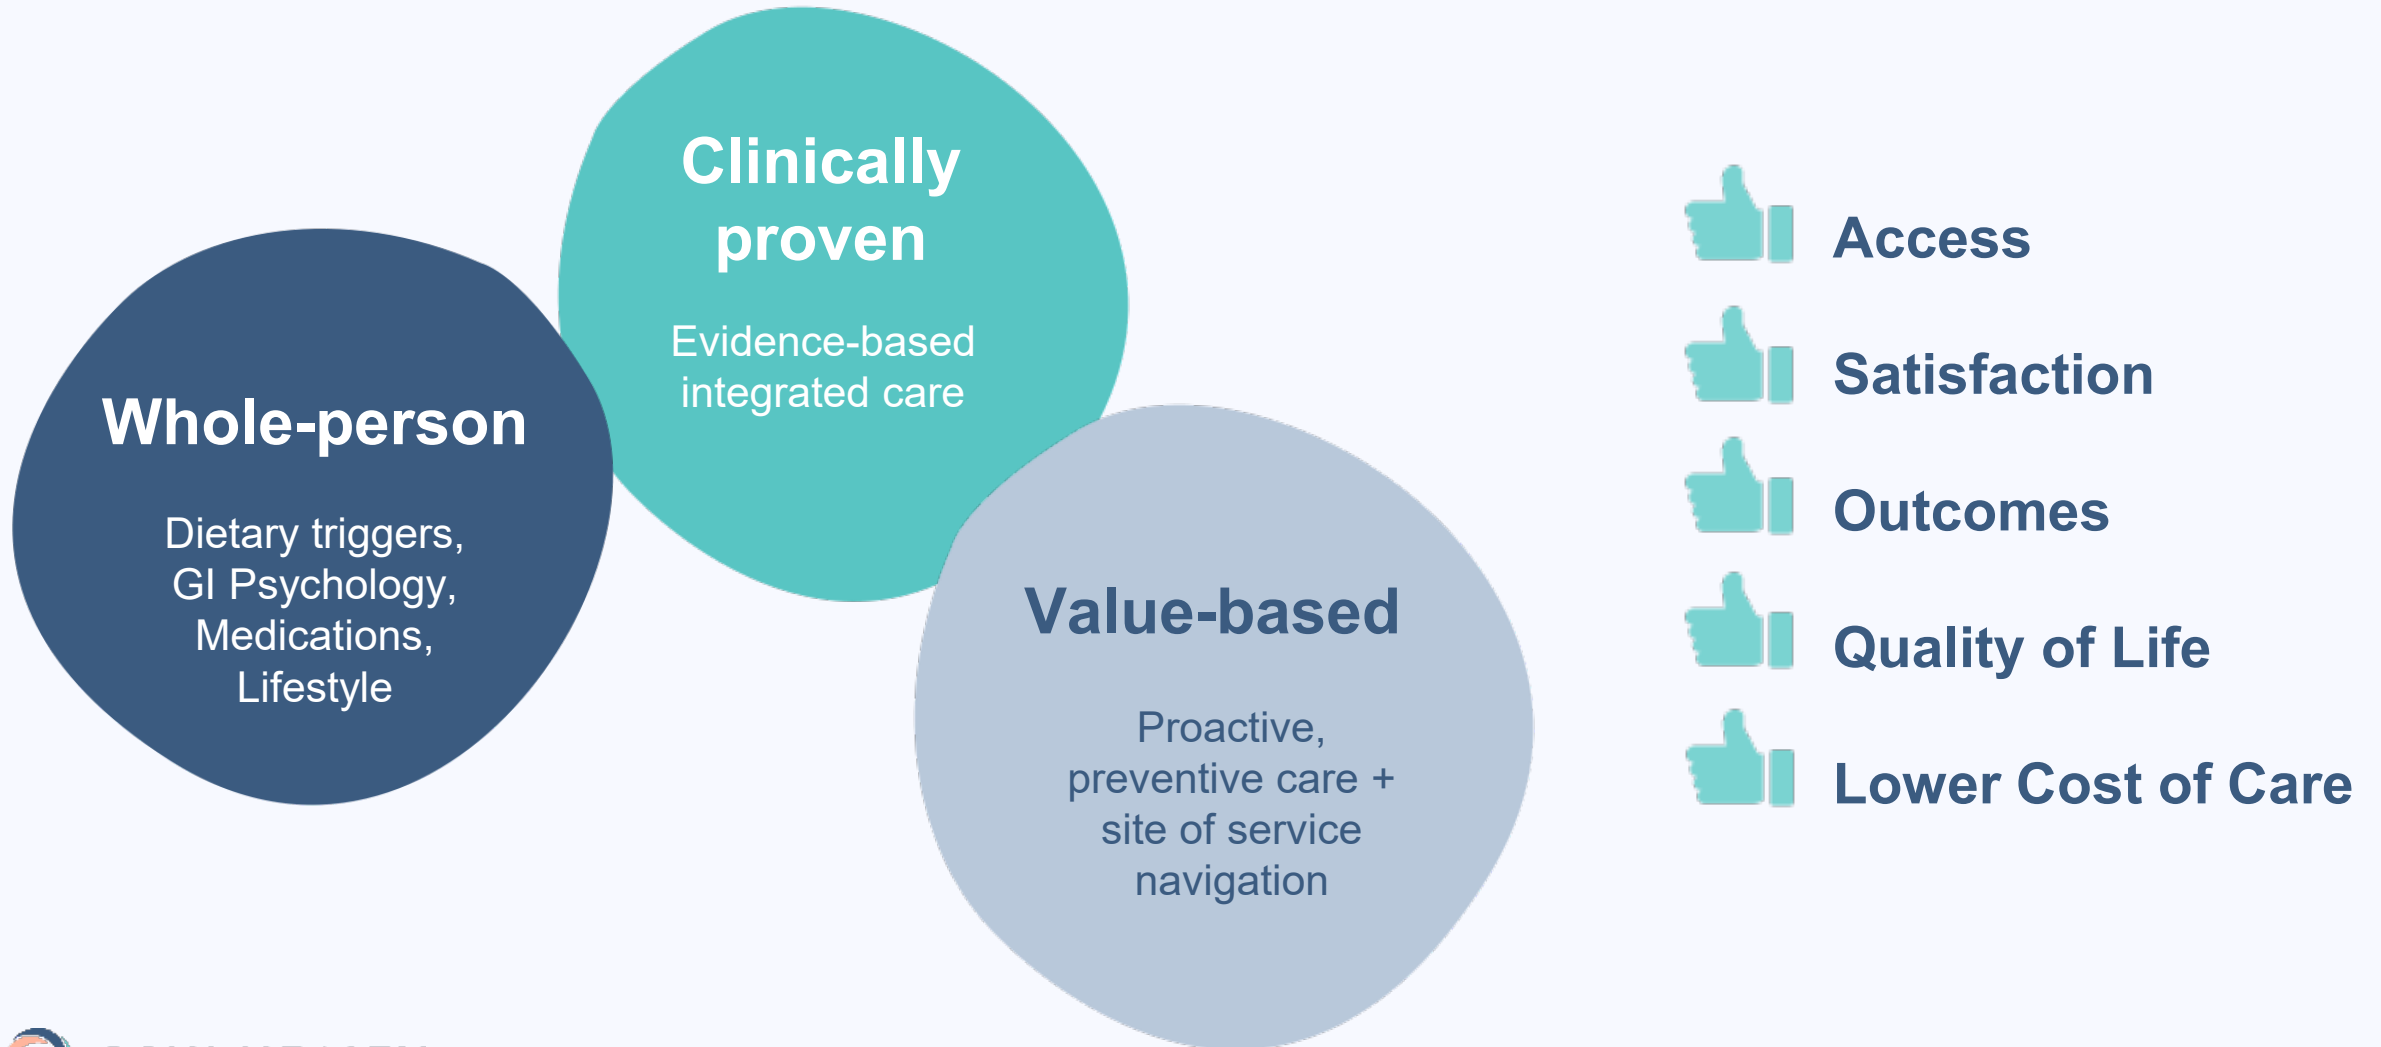 Clinically
proven
Evidence-based
integrated care
Whole-person
Dietary triggers,
GI Psychology,
Medications,
Lifestyle
Value-based
Proactive,
preventive care +
site of service
navigation
Access
Satisfaction
Outcomes
Quality of Life
Lower Cost of Care